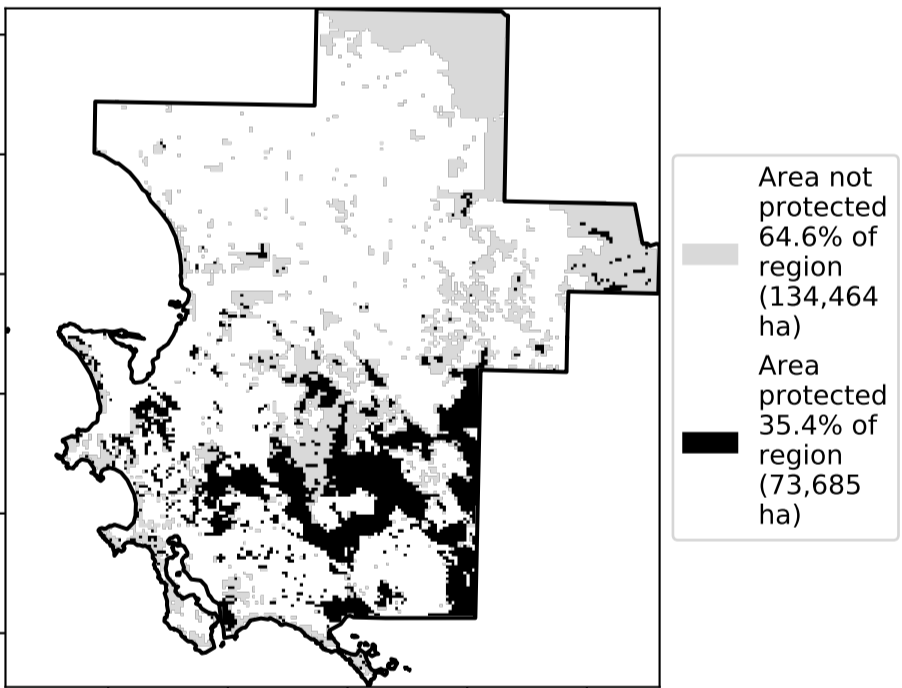 Area not
protected
64.6% of
region
(134,464
ha)
Area
protected
35.4% of
region
(73,685
ha)